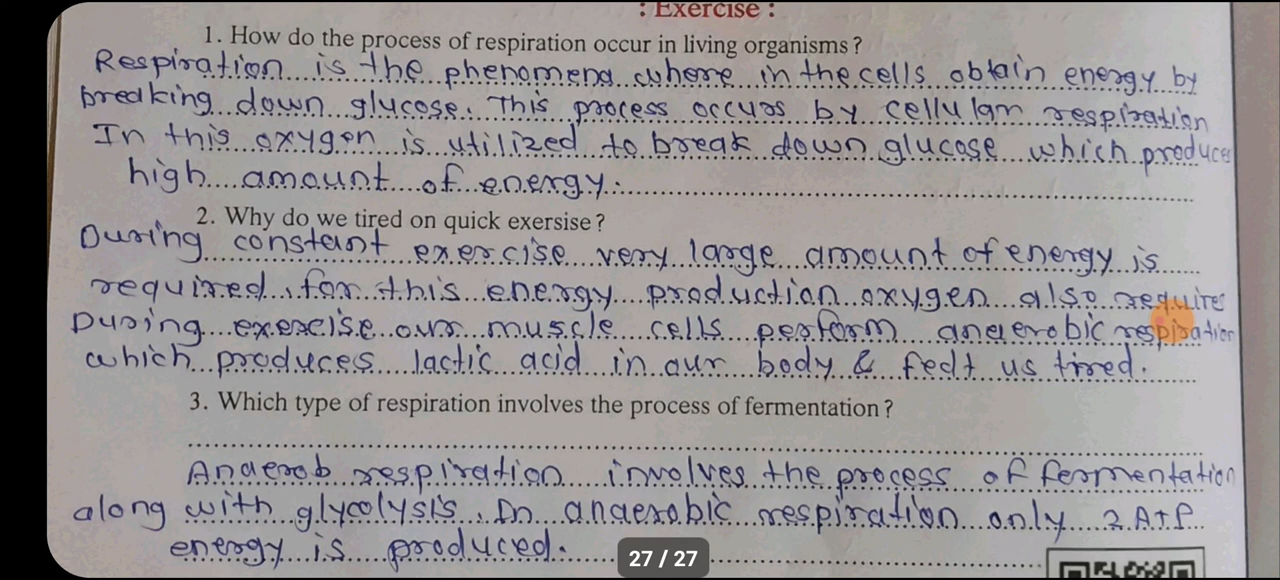 : Exercise :
1. How do the process of respiration occur in living organisms?
Respiration is the phenomena where in the cells obtain energy by
breaking down glucose. This process occurs by cellular respiration
In this oxygen is utilized to break down glucose which produces
high amount of energy.
2. Why do we tired on quick exersise?
During constant exercise very large amount of energy is
required, for this energy production oxygen also require
During exercise our muscle cells perform anaerobic respiration
which produces lactic acid in our body & fedt us tired.
3. Which type of respiration involves the process of fermentation?
Anaerob respiration involves the process of fermentation
along with glycolysis. In anaerobic respiration only 2 ATP
energy is produced.
27 / 27